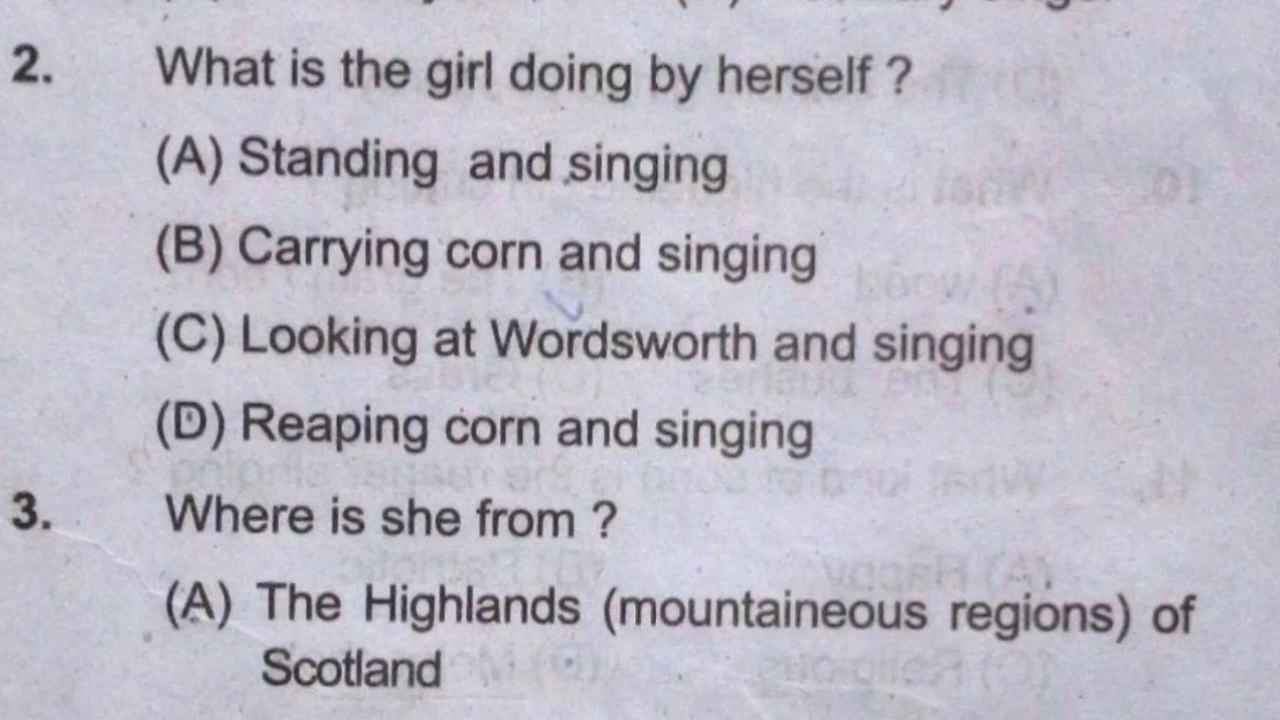 2. What is the girl doing by herself ?
(A) Standing and singing
(B) Carrying corn and singing
(C) Looking at Wordsworth and singing
(D) Reaping corn and singing
3. Where is she from ?
(A) The Highlands (mountaineous regions) of
Scotland